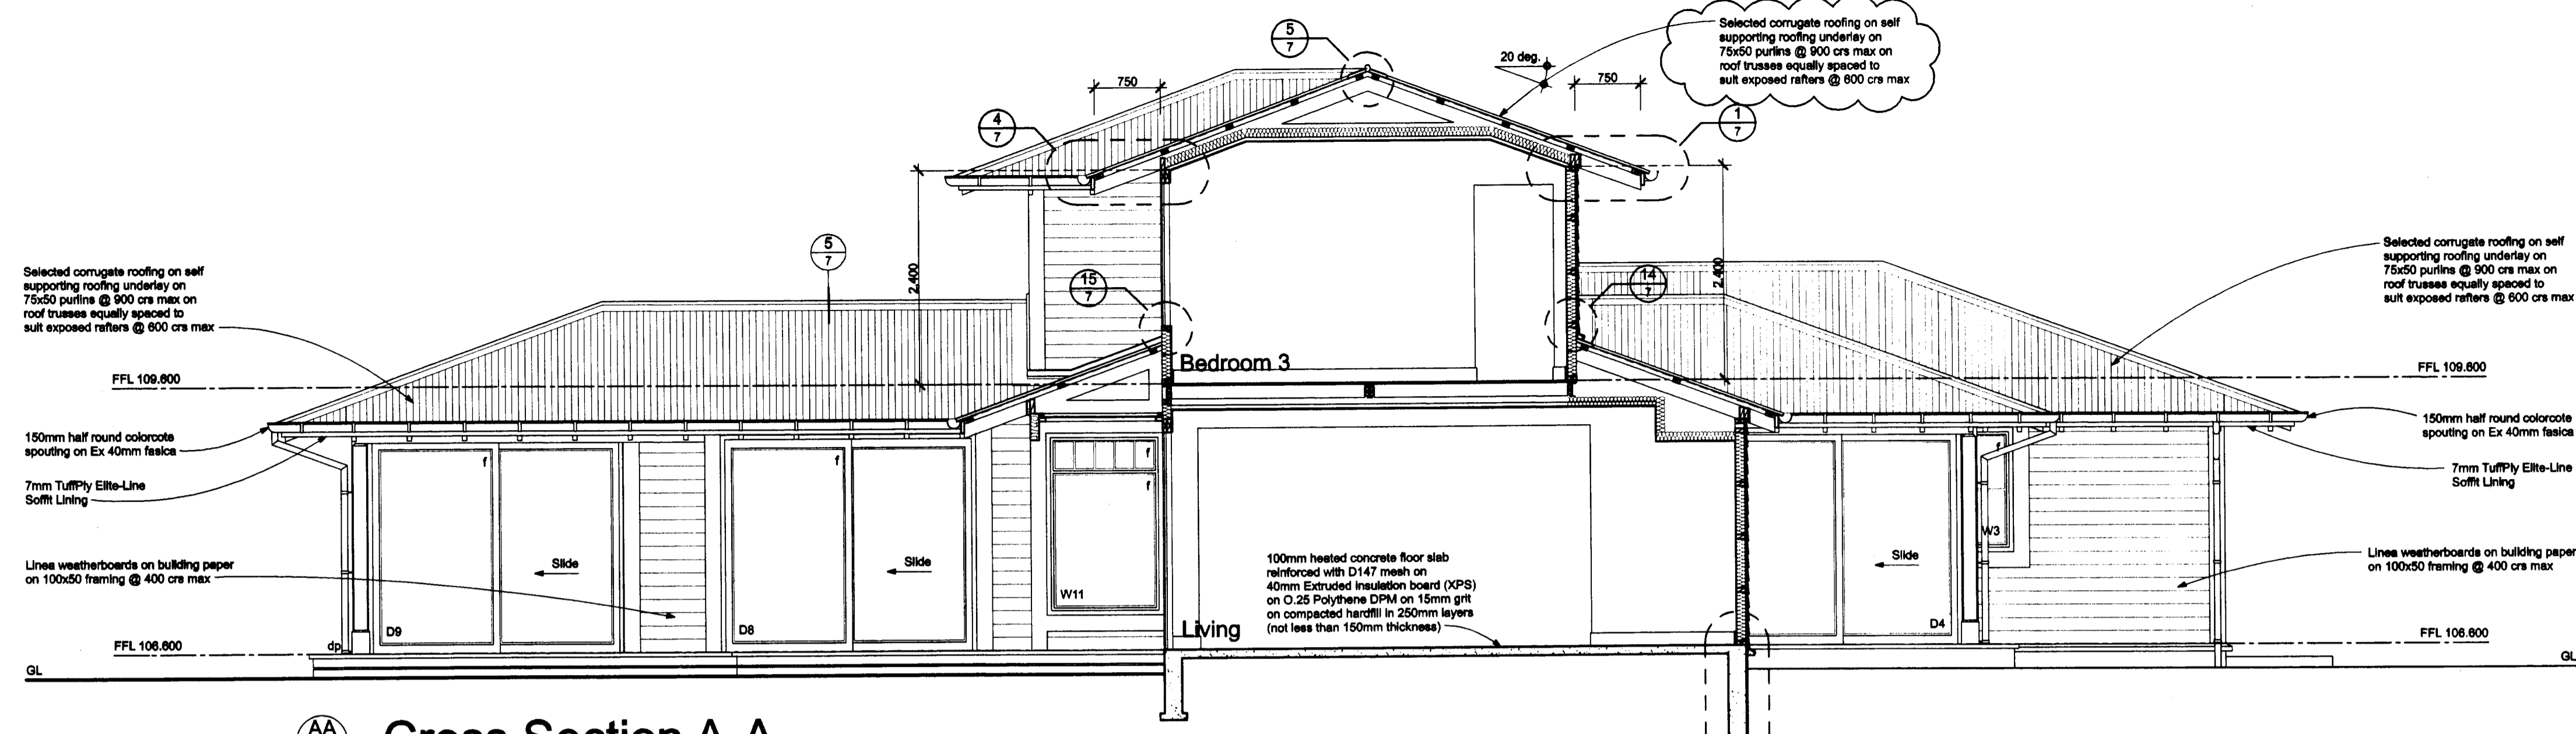 Selected corrugate roofing on self
supporting roofing underlay on
75x50 purlins @ 900 crs max on
roof trusses equally spaced to
suit exposed rafters @ 600 crs max
5
7
20 deg.
750
750
4
7
1
7
2,400
2,400
5
7
15
7
14
7
Selected corrugate roofing on self
supporting roofing underlay on
75x50 purlins @ 900 crs max on
roof trusses equally spaced to
suit exposed rafters @ 600 crs max
Selected corrugate roofing on self
supporting roofing underlay on
75x50 purlins @ 900 crs max on
roof trusses equally spaced to
suit exposed rafters @ 600 crs max
Bedroom 3
FFL 109.600
FFL 109.600
150mm half round colorcote
spouting on Ex 40mm fasica
150mm half round colorcote
spouting on Ex 40mm fasica
7mm TuffPly Elite-Line
Soffit Lining
7mm TuffPly Elite-Line
Soffit Lining
f
f
f
f
f
W3
Slide
Slide
Slide
Linea weatherboards on building paper
on 100x50 framing @ 400 crs max
Linea weatherboards on building paper
on 100x50 framing @ 400 crs max
100mm heated concrete floor slab
reinforced with D147 mesh on
40mm Extruded insulation board (XPS)
on O.25 Polythene DPM on 15mm grit
on compacted hardfill in 250mm layers
(not less than 150mm thickness)
W11
D9
D8
D4
Living
FFL 106.600
dp
FFL 106.600
GL
GL
AA
Cross Section A-A